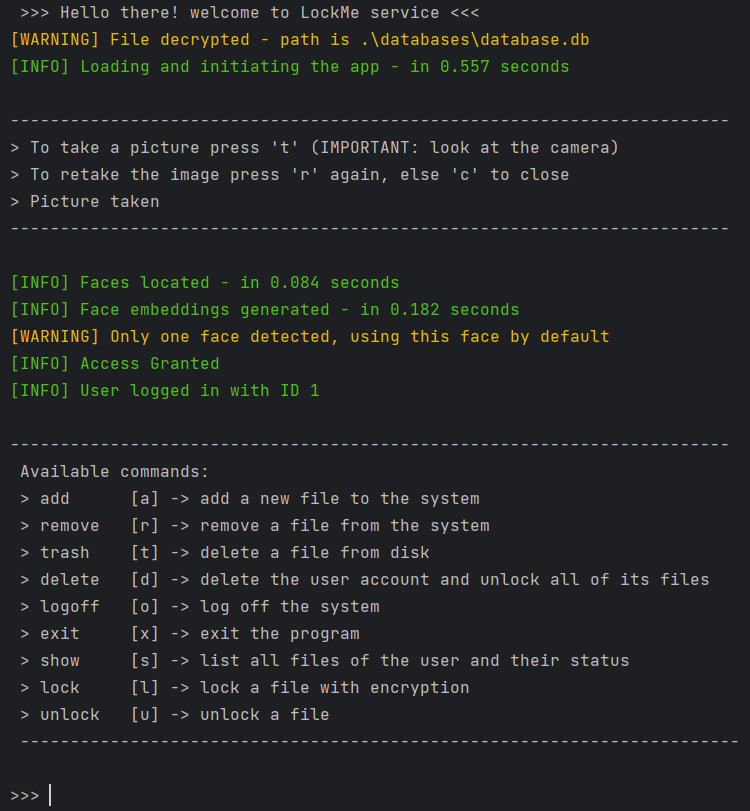 >>> Hello there! welcome to LockMe service <<<
[WARNING] File decrypted - path is .\databases\database.db
[INFO] Loading and initiating the app - in 0.557 seconds
------------------------------------------------------------------------
> To take a picture press 't' (IMPORTANT: look at the camera)
> To retake the image press 'r' again, else 'c' to close
> Picture taken
------------------------------------------------------------------------
[INFO] Faces located - in 0.084 seconds
[INFO] Face embeddings generated - in 0.182 seconds
[WARNING] Only one face detected, using this face by default
[INFO] Access Granted
[INFO] User logged in with ID 1
------------------------------------------------------------------------
Available commands:
> add      [a] -> add a new file to the system
> remove   [r] -> remove a file from the system
> trash    [t] -> delete a file from disk
> delete   [d] -> delete the user account and unlock all of its files
> logoff   [o] -> log off the system
> exit     [x] -> exit the program
> show     [s] -> list all files of the user and their status
> lock     [l] -> lock a file with encryption
> unlock   [u] -> unlock a file
------------------------------------------------------------------------
>>>